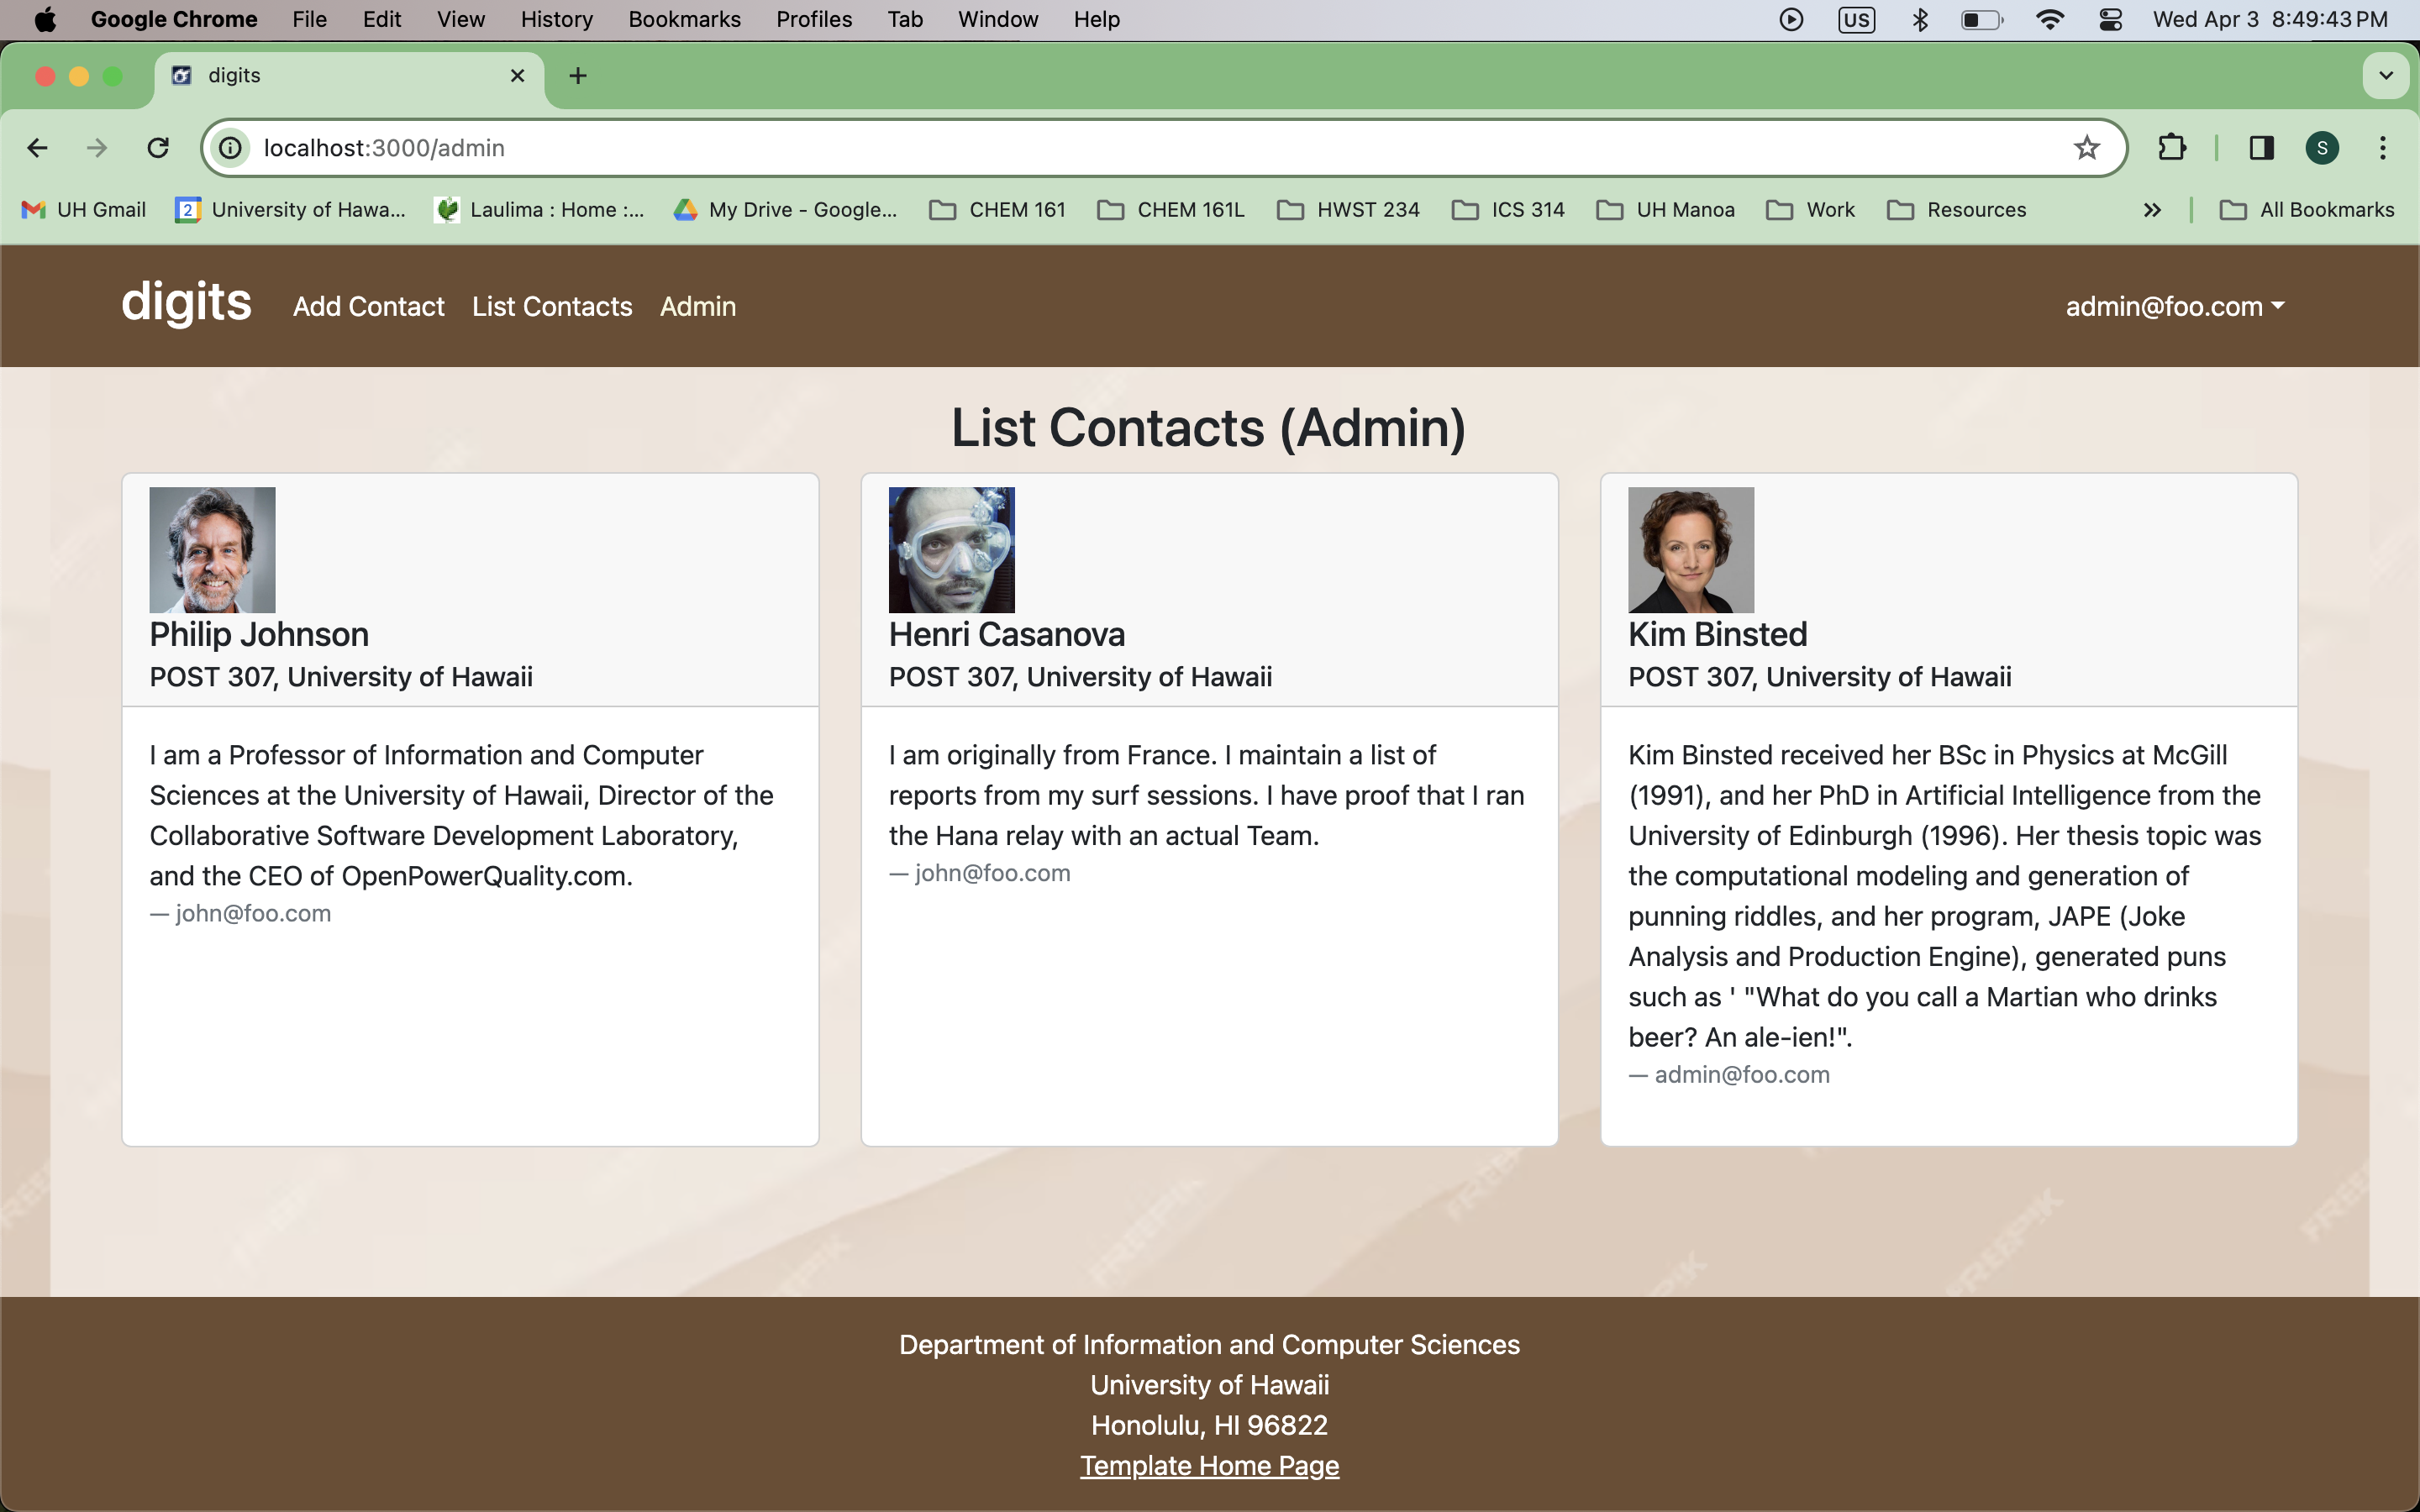 Google Chrome File Edit View History Bookmarks Profiles Tab Window Help US Wed Apr 3 8:49:43 PM
digits
localhost:3000/admin S
UH Gmail 2 University of Hawa... Laulima : Home :... My Drive - Google... CHEM 161 CHEM 161L HWST 234 ICS 314 UH Manoa Work Resources All Bookmarks
digits Add Contact List Contacts Admin admin@foo.com
List Contacts (Admin)
Philip Johnson
POST 307, University of Hawaii
I am a Professor of Information and Computer
Sciences at the University of Hawaii, Director of the
Collaborative Software Development Laboratory,
and the CEO of OpenPowerQuality.com.
— john@foo.com
Henri Casanova
POST 307, University of Hawaii
I am originally from France. I maintain a list of
reports from my surf sessions. I have proof that I ran
the Hana relay with an actual Team.
— john@foo.com
Kim Binsted
POST 307, University of Hawaii
Kim Binsted received her BSc in Physics at McGill
(1991), and her PhD in Artificial Intelligence from the
University of Edinburgh (1996). Her thesis topic was
the computational modeling and generation of
punning riddles, and her program, JAPE (Joke
Analysis and Production Engine), generated puns
such as ' "What do you call a Martian who drinks
beer? An ale-ien!".
— admin@foo.com
FREEPIK
FREEPIK
Department of Information and Computer Sciences
University of Hawaii
Honolulu, HI 96822
Template Home Page